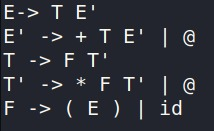 E-> T E'
E' -> + T E' | @
T -> F T'
T' -> * F T' | @
F -> ( E ) | id